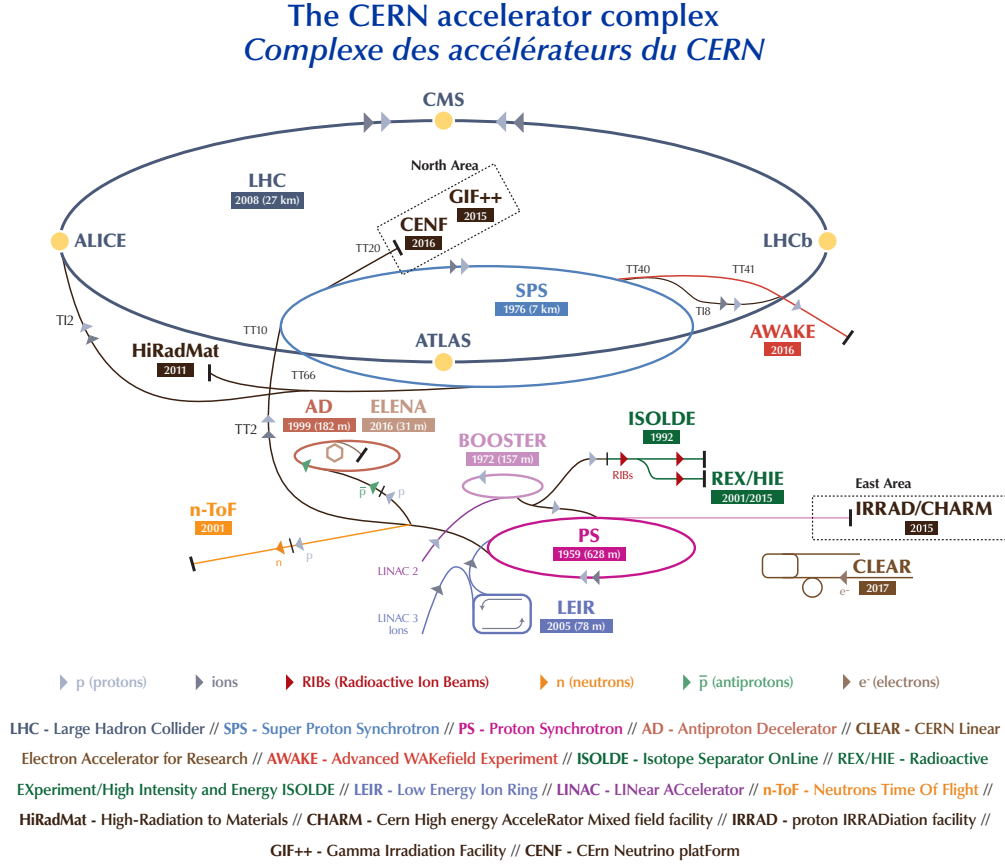 The CERN accelerator complex
Complexe des accélérateurs du CERN
CMS
North Area
LHC
2008 (27 km)
GIF++
2015
CENF
2016
TT20
ALICE
LHCb
TT40
TT41
SPS
1976 (7 km)
TI2
TT10
TI8
ATLAS
AWAKE
2016
HiRadMat
2011
TT66
AD
1999 (182 m)
ELENA
2016 (31 m)
TT2
ISOLDE
1992
BOOSTER
1972 (157 m)
RIBs
REX/HIE
2001/2015
p̅
p
East Area
n-ToF
2001
IRRAD/CHARM
2015
PS
1959 (628 m)
n
p
LINAC 2
CLEAR
2017
e-
LINAC 3
Ions
LEIR
2005 (78 m)
p (protons)
ions
RIBs (Radioactive Ion Beams)
n (neutrons)
p̅ (antiprotons)
e- (electrons)
LHC - Large Hadron Collider // SPS - Super Proton Synchrotron // PS - Proton Synchrotron // AD - Antiproton Decelerator // CLEAR - CERN Linear
Electron Accelerator for Research // AWAKE - Advanced WAKefield Experiment // ISOLDE - Isotope Separator OnLine // REX/HIE - Radioactive
EXperiment/High Intensity and Energy ISOLDE // LEIR - Low Energy Ion Ring // LINAC - LINear ACcelerator // n-ToF - Neutrons Time Of Flight //
HiRadMat - High-Radiation to Materials // CHARM - Cern High energy AcceleRator Mixed field facility // IRRAD - proton IRRADiation facility //
GIF++ - Gamma Irradiation Facility // CENF - CErn Neutrino platForm